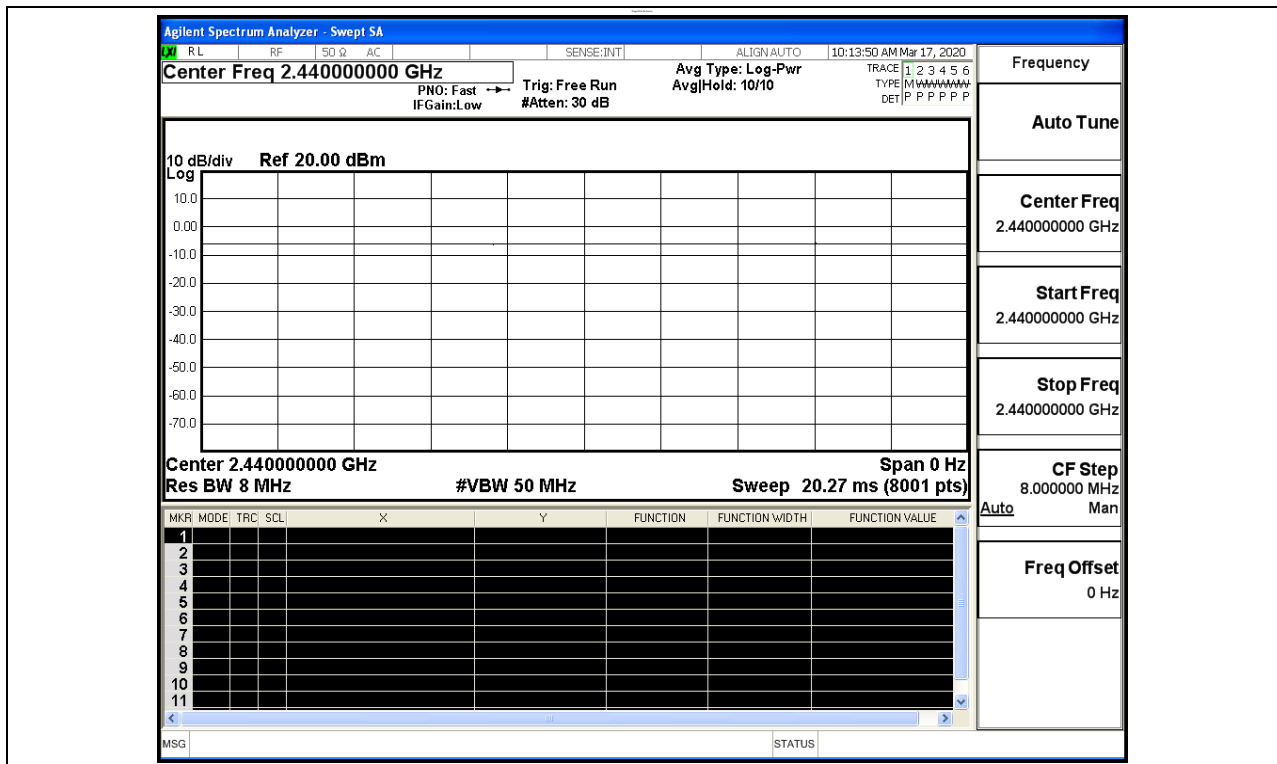 Agilent Spectrum Analyzer - Swept SA
LXI RL RF 50 Ω AC SENSE:INT ALIGN AUTO 10:13:50 AM Mar 17, 2020
Center Freq 2.440000000 GHz
PNO: Fast
IFGain:Low
Trig: Free Run
#Atten: 30 dB
Avg Type: Log-Pwr
Avg|Hold: 10/10
TRACE 1 2 3 4 5 6
TYPE M WWWWW
DET P P P P P P
10 dB/div Ref 20.00 dBm
Log
10.0
0.00
-10.0
-20.0
-30.0
-40.0
-50.0
-60.0
-70.0
Center 2.440000000 GHz Span 0 Hz
Res BW 8 MHz #VBW 50 MHz Sweep 20.27 ms (8001 pts)
MKR MODE TRC SCL X Y FUNCTION FUNCTION WIDTH FUNCTION VALUE
1
2
3
4
5
6
7
8
9
10
11
MSG STATUS
Frequency
Auto Tune
Center Freq
2.440000000 GHz
Start Freq
2.440000000 GHz
Stop Freq
2.440000000 GHz
CF Step
8.000000 MHz
Auto Man
Freq Offset
0 Hz